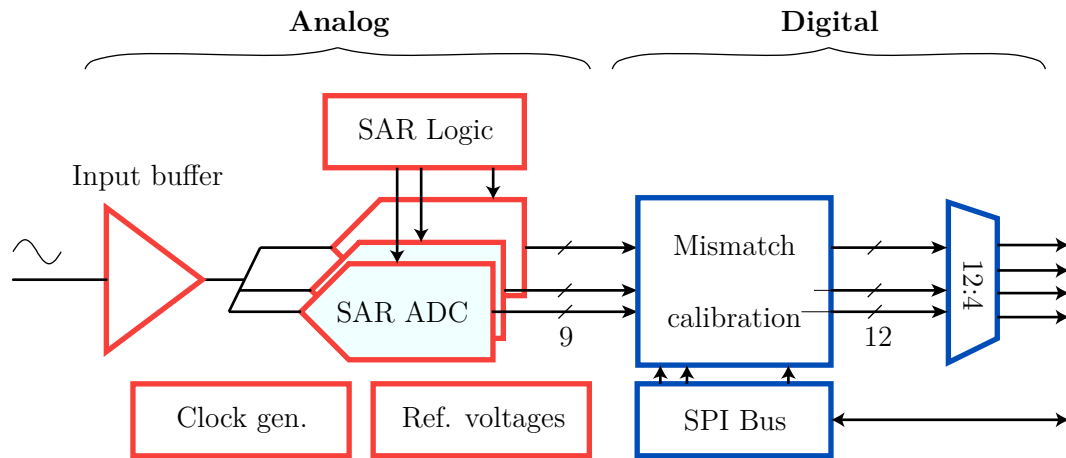 Analog
Digital
SAR Logic
Input buffer
Mismatch
12:4
SAR ADC
calibration
9
12
Clock gen.
Ref. voltages
SPI Bus